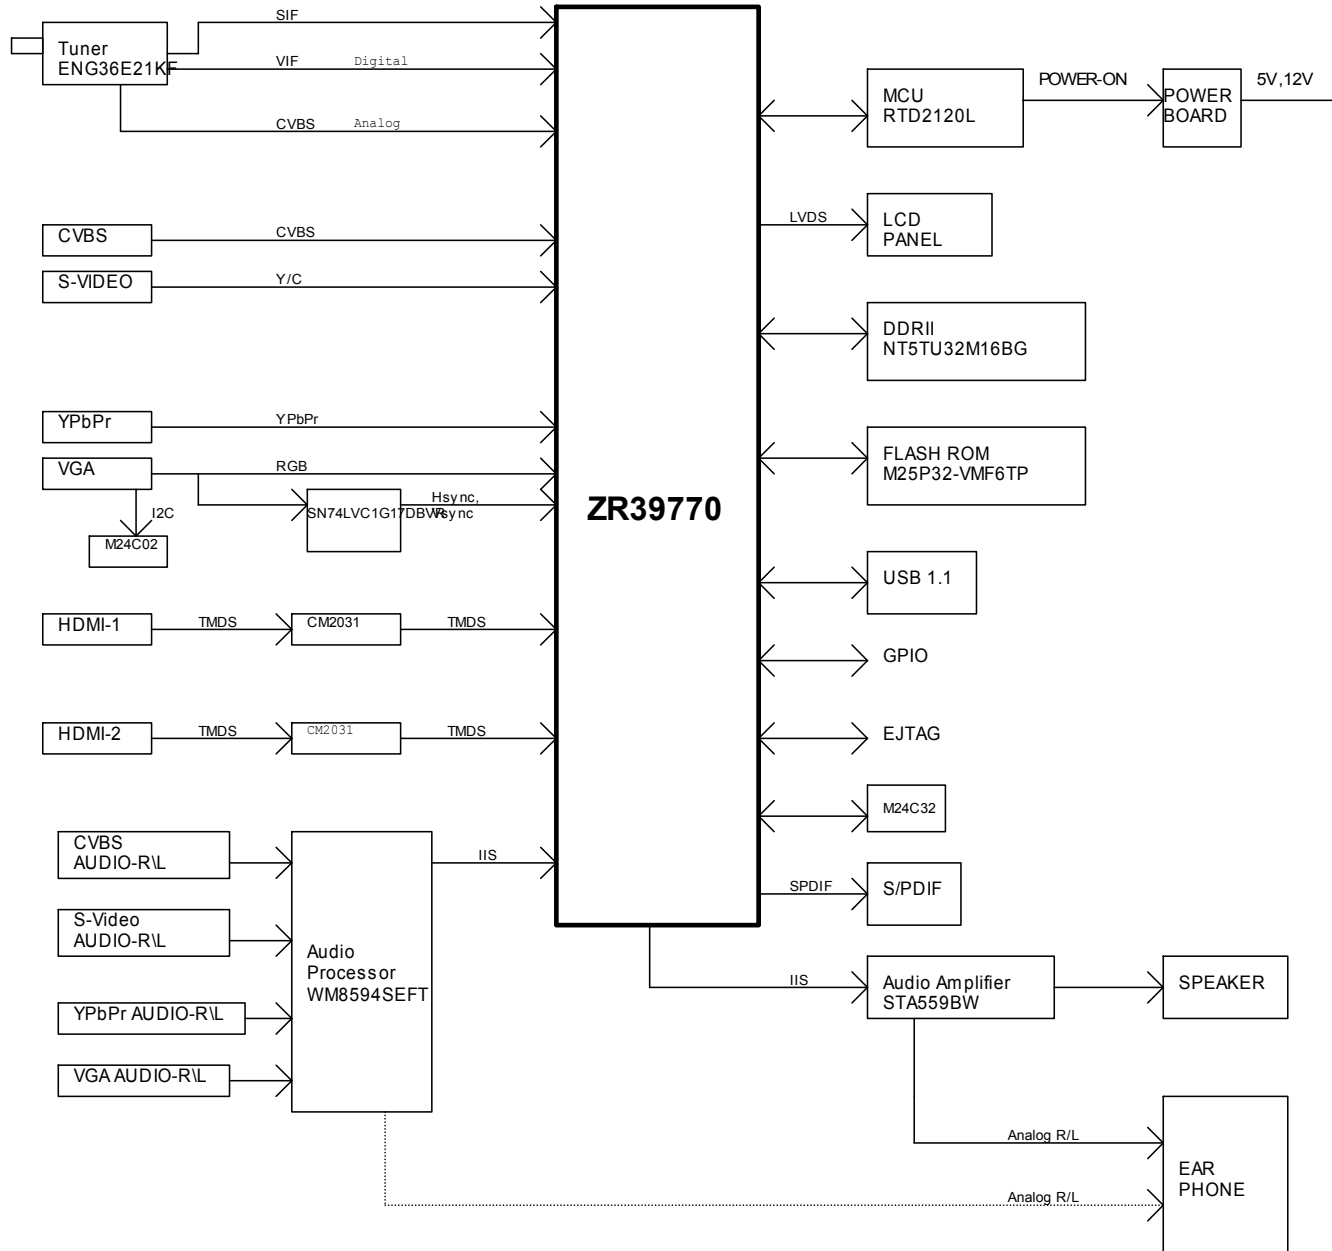 SIF
Tuner
ENG36E21KF
VIF Digital
CVBS Analog
CVBS CVBS
S-VIDEO Y/C
YPbPr YPbPr
VGA RGB
I2C
M24C02
SN74LVC1G17DBVR
Hsync,
Vsync
HDMI-1 TMDS CM2031 TMDS
HDMI-2 TMDS CM2031 TMDS
CVBS
AUDIO-R\L
S-Video
AUDIO-R\L
YPbPr AUDIO-R\L
VGA AUDIO-R\L
Audio
Processor
WM8594SEFT
IIS
ZR39770
MCU
RTD2120L
POWER-ON
POWER
BOARD
5V,12V
LVDS
LCD
PANEL
DDRII
NT5TU32M16BG
FLASH ROM
M25P32-VMF6TP
USB 1.1
GPIO
EJTAG
M24C32
SPDIF S/PDIF
IIS
Audio Amplifier
STA559BW
SPEAKER
Analog R/L
EAR
PHONE
Analog R/L